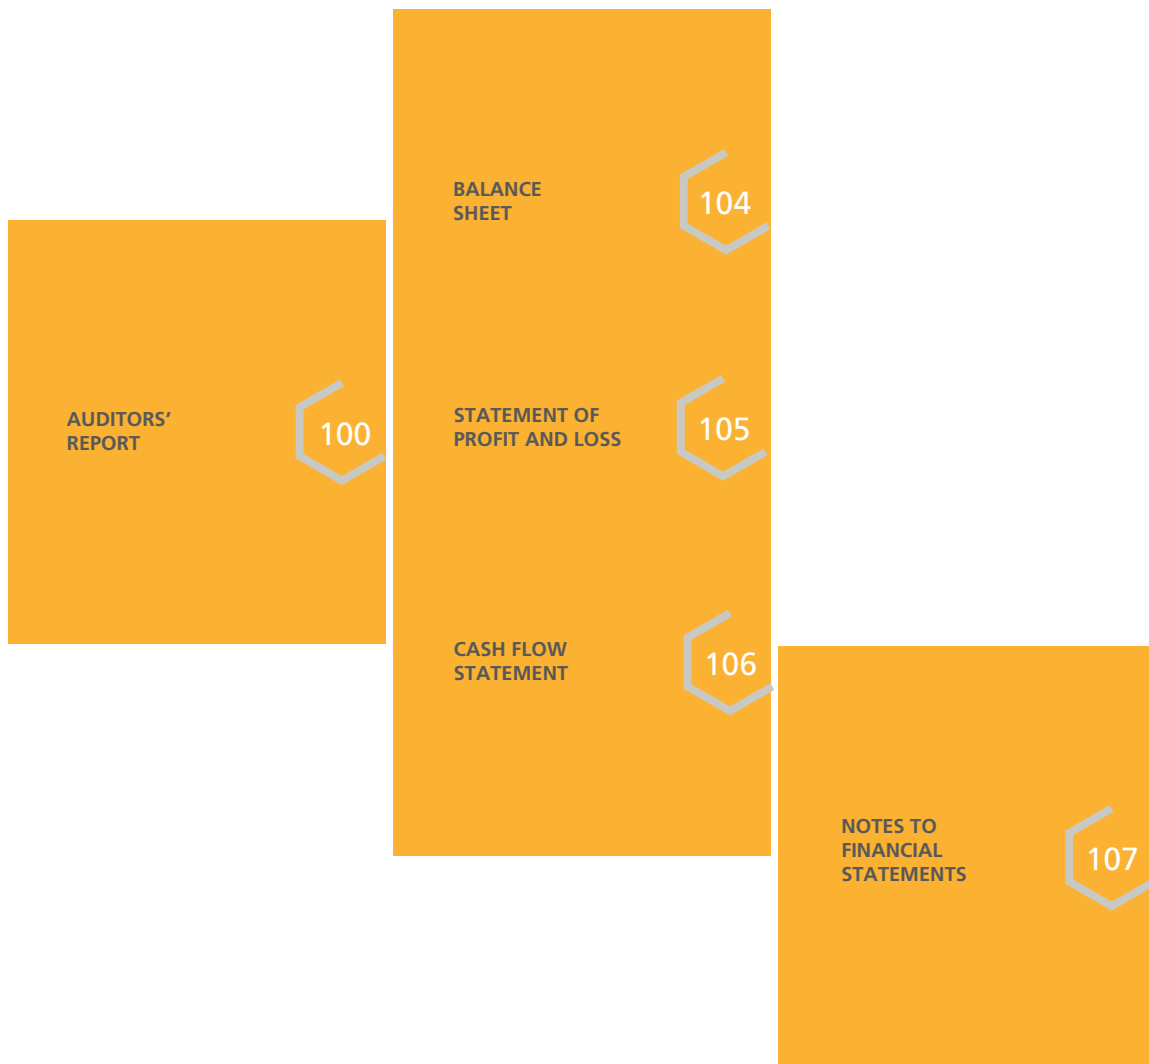 AUDITORS’
REPORT
100
BALANCE
SHEET
104
STATEMENT OF
PROFIT AND LOSS
105
CASH FLOW
STATEMENT
106
NOTES TO
FINANCIAL
STATEMENTS
107